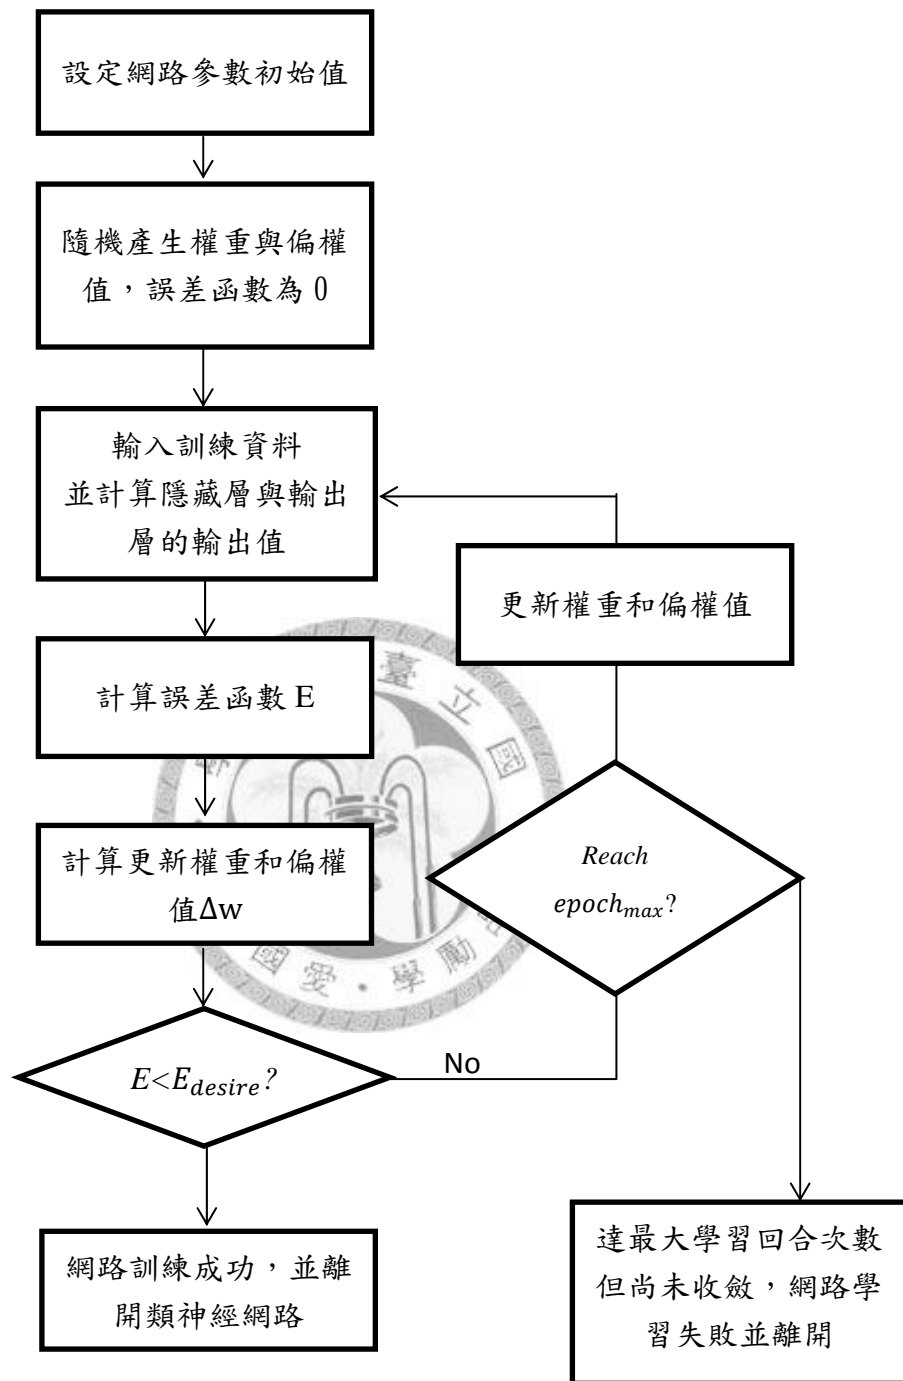 設定網路參數初始值
隨機產生權重與偏權
值，誤差函數為 0
輸入訓練資料
並計算隱藏層與輸出
層的輸出值
更新權重和偏權值
計算誤差函數 E
計算更新權重和偏權
值Δw
Reach
epoch_max?
E<E_desire?
No
網路訓練成功，並離
開類神經網路
達最大學習回合次數
但尚未收斂，網路學
習失敗並離開